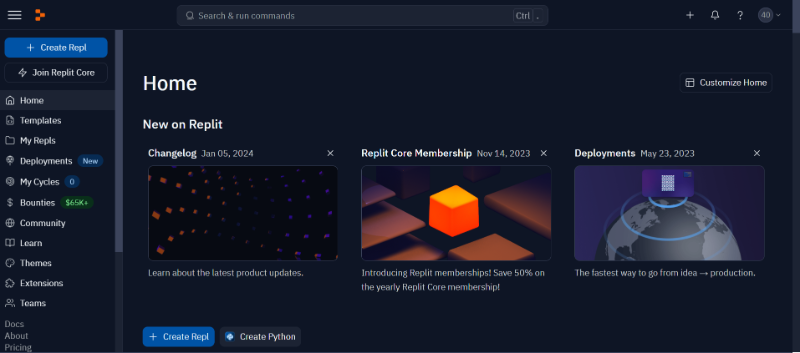 Search & run commands
Ctrl .
?
40
+ Create Repl
Join Replit Core
Home
Templates
My Repls
Deployments New
My Cycles 0
Bounties $65K+
Community
Learn
Themes
Extensions
Teams
Docs
About
Pricing
Home
Customize Home
New on Replit
Changelog Jan 05, 2024
Learn about the latest product updates.
Replit Core Membership Nov 14, 2023
Introducing Replit memberships! Save 50% on
the yearly Replit Core membership!
Deployments May 23, 2023
The fastest way to go from idea → production.
+ Create Repl
Create Python